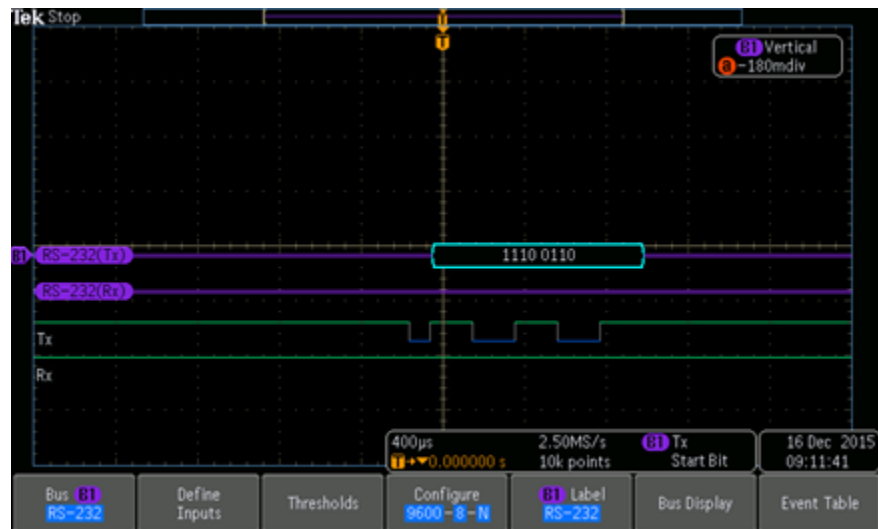 Tek Stop
T
T
B1 Vertical
a -180mdiv
B1 RS-232(Tx) 1110 0110
RS-232(Rx)
Tx
Rx
400µs 2.50MS/s B1 Tx 16 Dec 2015
T→▼0.000000 s 10k points Start Bit 09:11:41
Bus B1 Define Thresholds Configure B1 Label Bus Display Event Table
RS-232 Inputs 9600-8-N RS-232